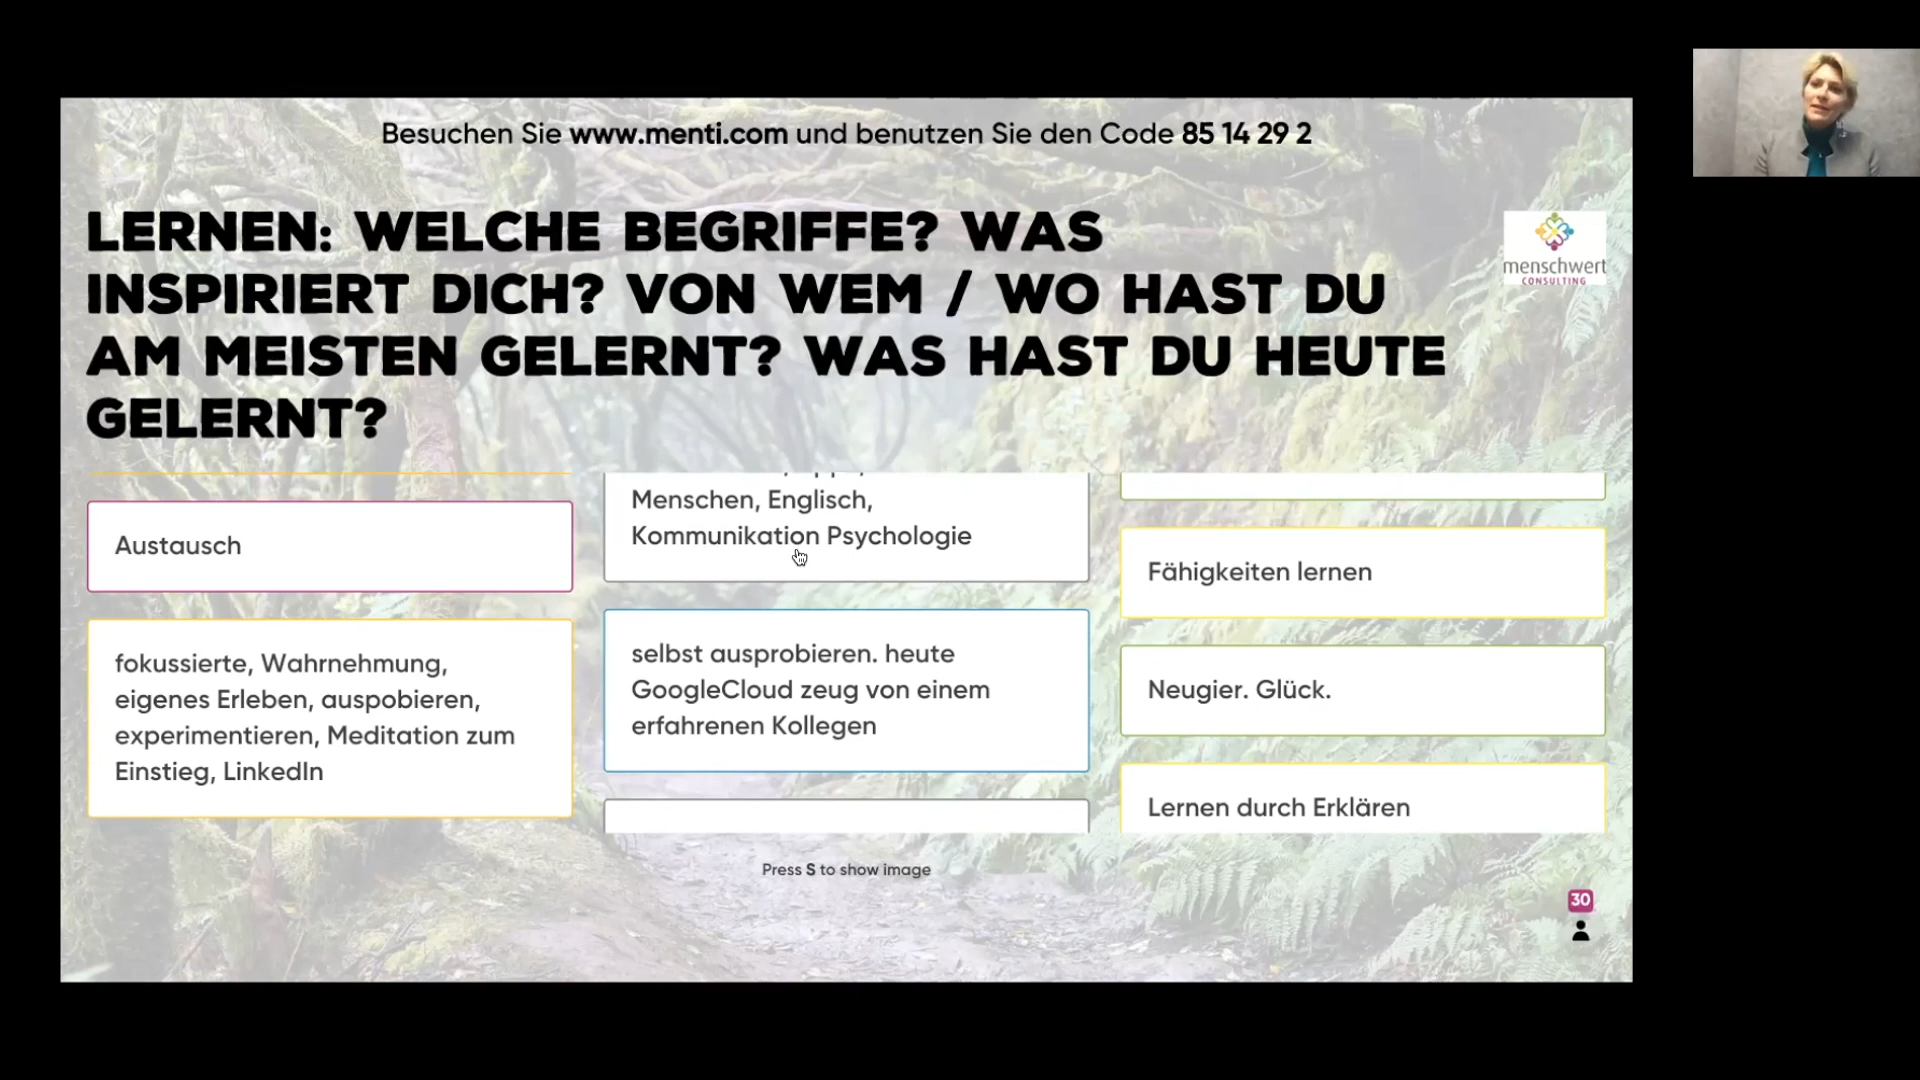 Besuchen Sie www.menti.com und benutzen Sie den Code 85 14 29 2
LERNEN: WELCHE BEGRIFFE? WAS
INSPIRIERT DICH? VON WEM / WO HAST DU
AM MEISTEN GELERNT? WAS HAST DU HEUTE
GELERNT?
menschwert
CONSULTING
Austausch
fokussierte, Wahrnehmung,
eigenes Erleben, auspobieren,
experimentieren, Meditation zum
Einstieg, LinkedIn
Menschen, Englisch,
Kommunikation Psychologie
selbst ausprobieren. heute
GoogleCloud zeug von einem
erfahrenen Kollegen
Fähigkeiten lernen
Neugier. Glück.
Lernen durch Erklären
Press S to show image
30